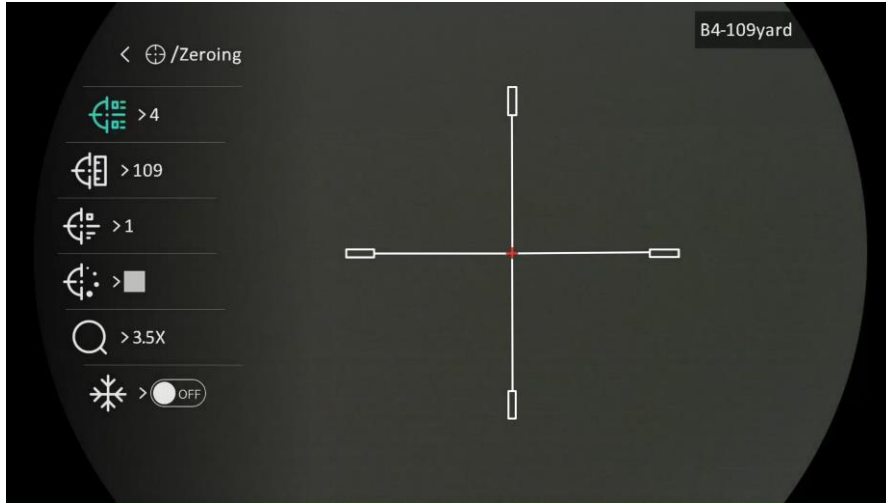 B4-109yard
< /Zeroing
>4
>109
>1
>
>3.5X
> OFF